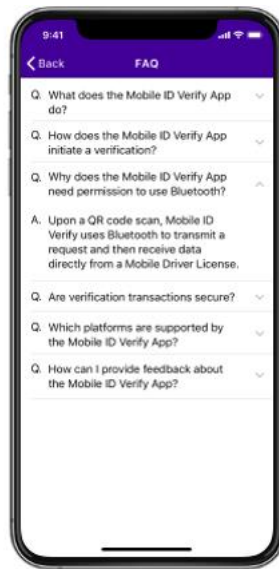 9:41
Back
FAQ
Q. What does the Mobile ID Verify App
do?
Q. How does the Mobile ID Verify App
initiate a verification?
Q. Why does the Mobile ID Verify App
need permission to use Bluetooth?
A. Upon a QR code scan, Mobile ID
Verify uses Bluetooth to transmit a
request and then receive data
directly from a Mobile Driver License.
Q. Are verification transactions secure?
Q. Which platforms are supported by
the Mobile ID Verify App?
Q. How can I provide feedback about
the Mobile ID Verify App?